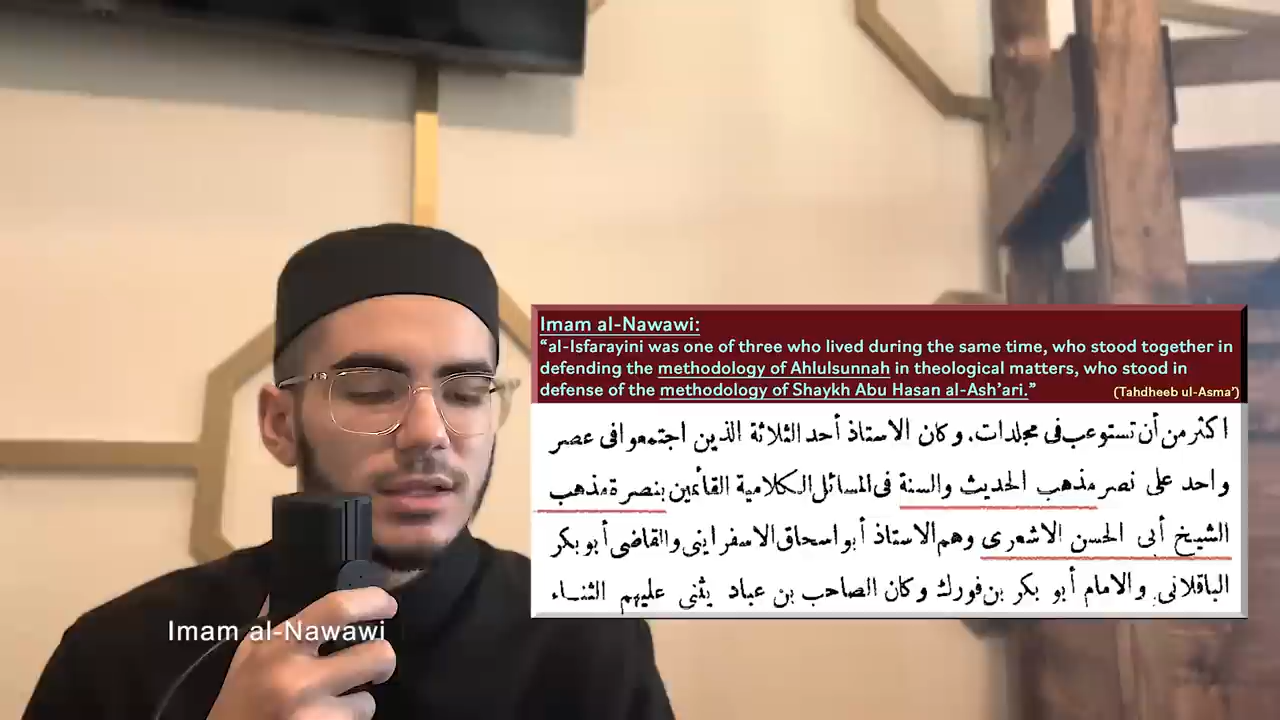 Imam al-Nawawi:
“al-Isfarayini was one of three who lived during the same time, who stood together in
defending the methodology of Ahlulsunnah in theological matters, who stood in
defense of the methodology of Shaykh Abu Hasan al-Ash’ari.”
(Tahdheeb ul-Asma’)
اكثر من أن تستوعب فى مجلدات. وكان الاستاذ أحد الثلاثة الذين اجتمعوا فى عصر
واحد على نصر مذهب الحديث والسنة فى المسائل الكلامية القائمين بنصرة مذهب
الشيخ أبى الحسن الاشعرى وهم الاستاذ أبو اسحاق الاسفراينى والقاضى أبو بكر
الباقلانى والامام أبو بكر بن فورك وكان الصاحب بن عباد يثنى عليهم الثناء
Imam al-Nawawi